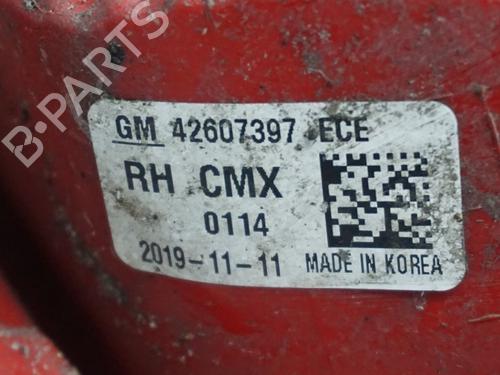 B-PARTS
GM 42607397 ECE
RH CMX
0114
2019-11-11 MADE IN KOREA